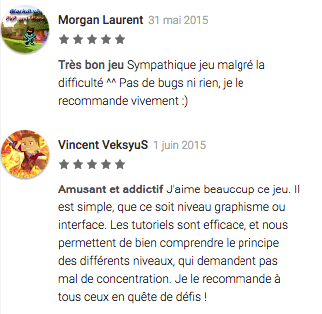 Morgan Laurent 31 mai 2015
Très bon jeu Sympathique jeu malgré la
difficulté ^^ Pas de bugs ni rien, je le
recommande vivement :)
Vincent VeksyuS 1 juin 2015
Amusant et addictif J'aime beauccup ce jeu. Il
est simple, que ce soit niveau graphisme ou
interface. Les tutoriels sont efficace, et nous
permettent de bien comprendre le principe
des différents niveaux, qui demandent pas
mal de concentration. Je le recommande à
tous ceux en quête de défis !